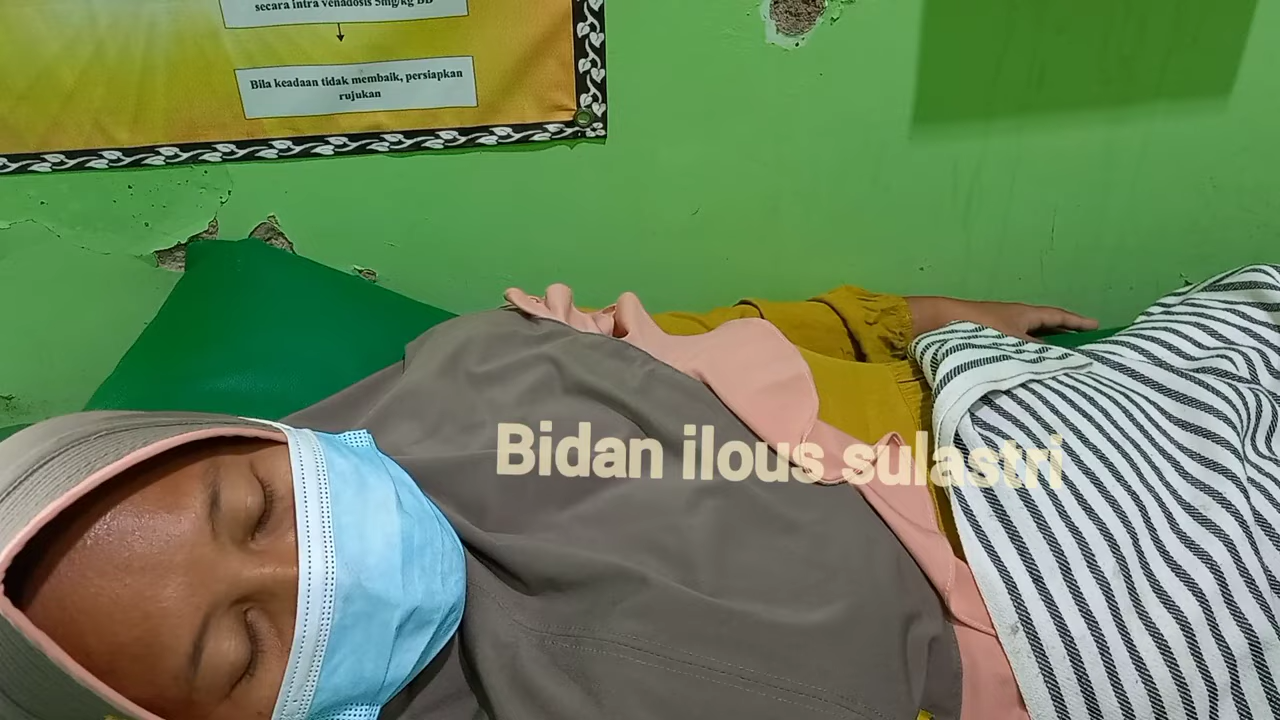 secara intra venadosis 5mg/kg BB
Bila keadaan tidak membaik, persiapkan
rujukan
Bidan ilous sulastri